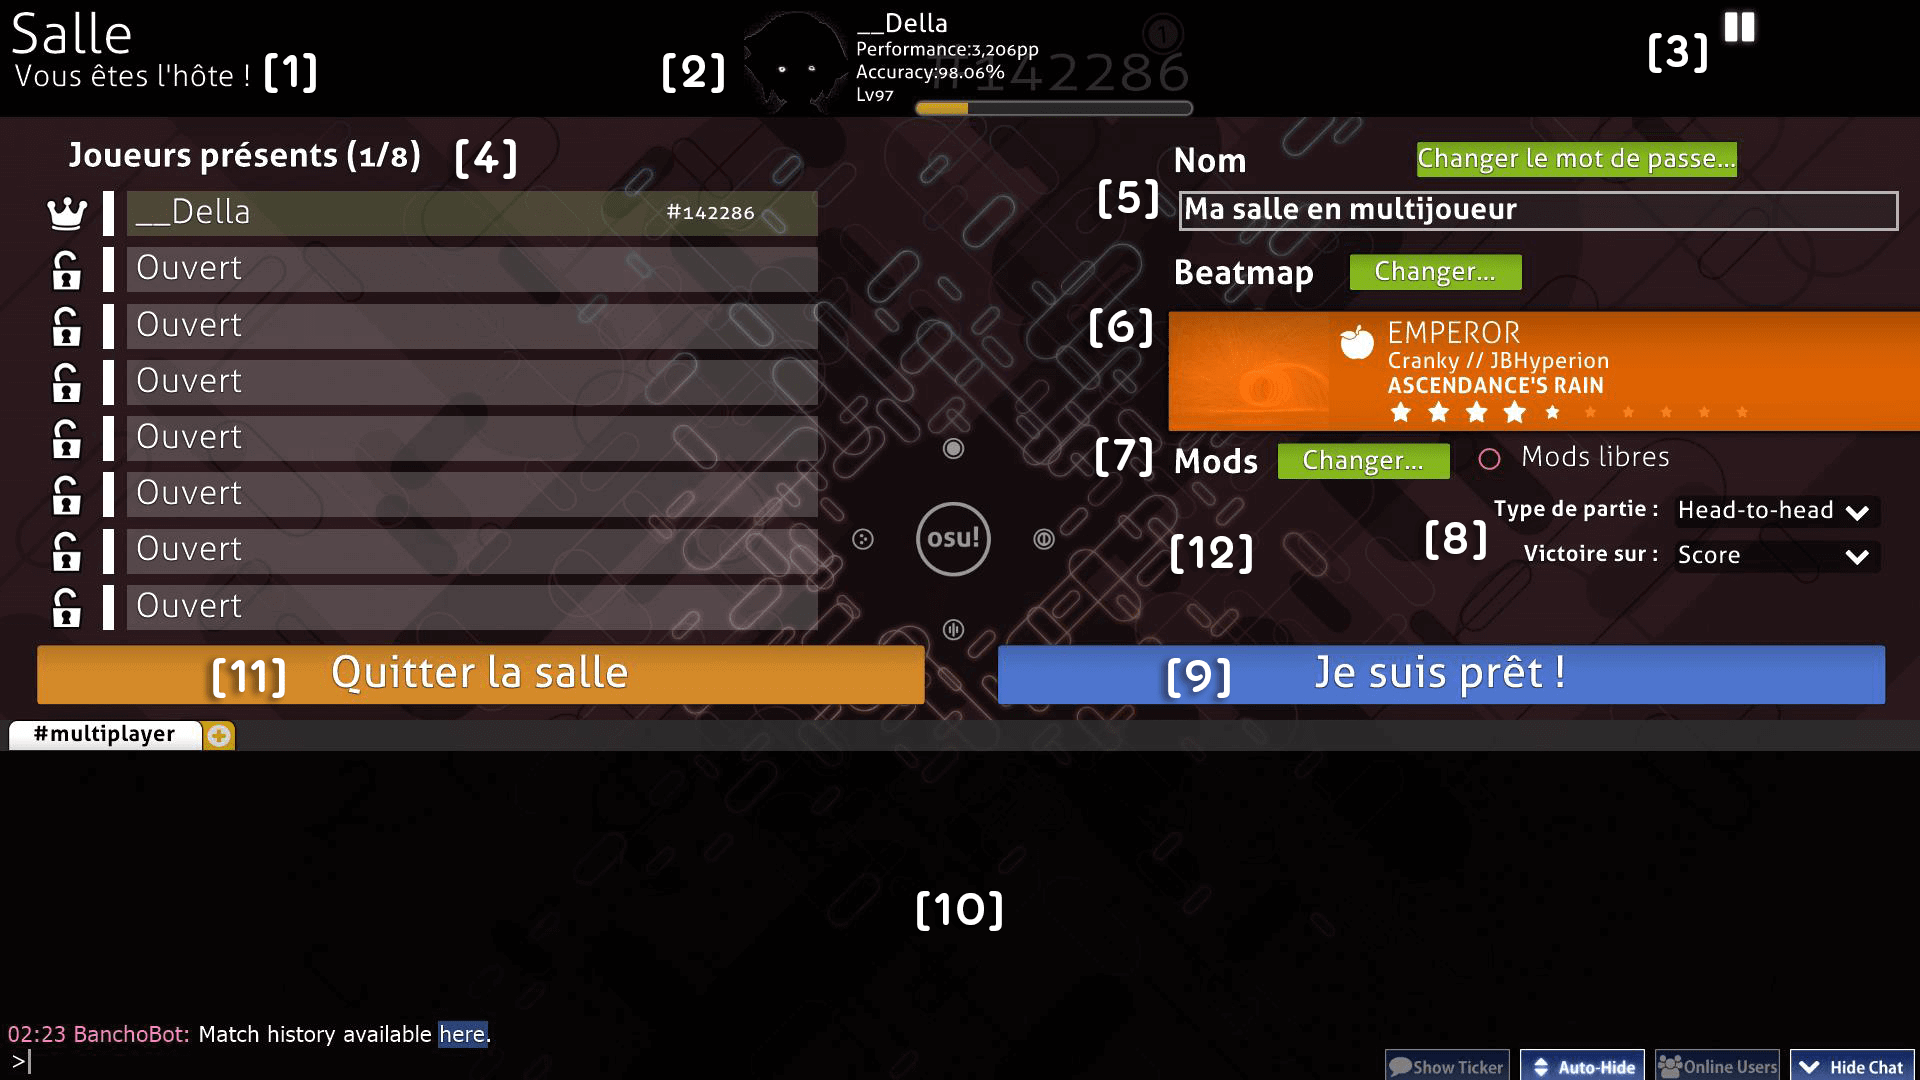 Salle
Vous êtes l'hôte ! [1]
[2]
__Della
Performance:3,206pp
Accuracy:98.06%
Lv97
#142286
1
[3]
Joueurs présents (1/8) [4]
__Della #142286
Ouvert
Ouvert
Ouvert
Ouvert
Ouvert
Ouvert
Ouvert
Nom
Changer le mot de passe...
[5]
Ma salle en multijoueur
Beatmap Changer...
[6]
EMPEROR
Cranky // JBHyperion
ASCENDANCE'S RAIN
[7] Mods Changer... Mods libres
Type de partie : Head-to-head
[8]
Victoire sur : Score
[12]
osu!
[11] Quitter la salle
[9] Je suis prêt !
#multiplayer
[10]
02:23 BanchoBot: Match history available here.
>|
Show Ticker Auto-Hide Online Users Hide Chat